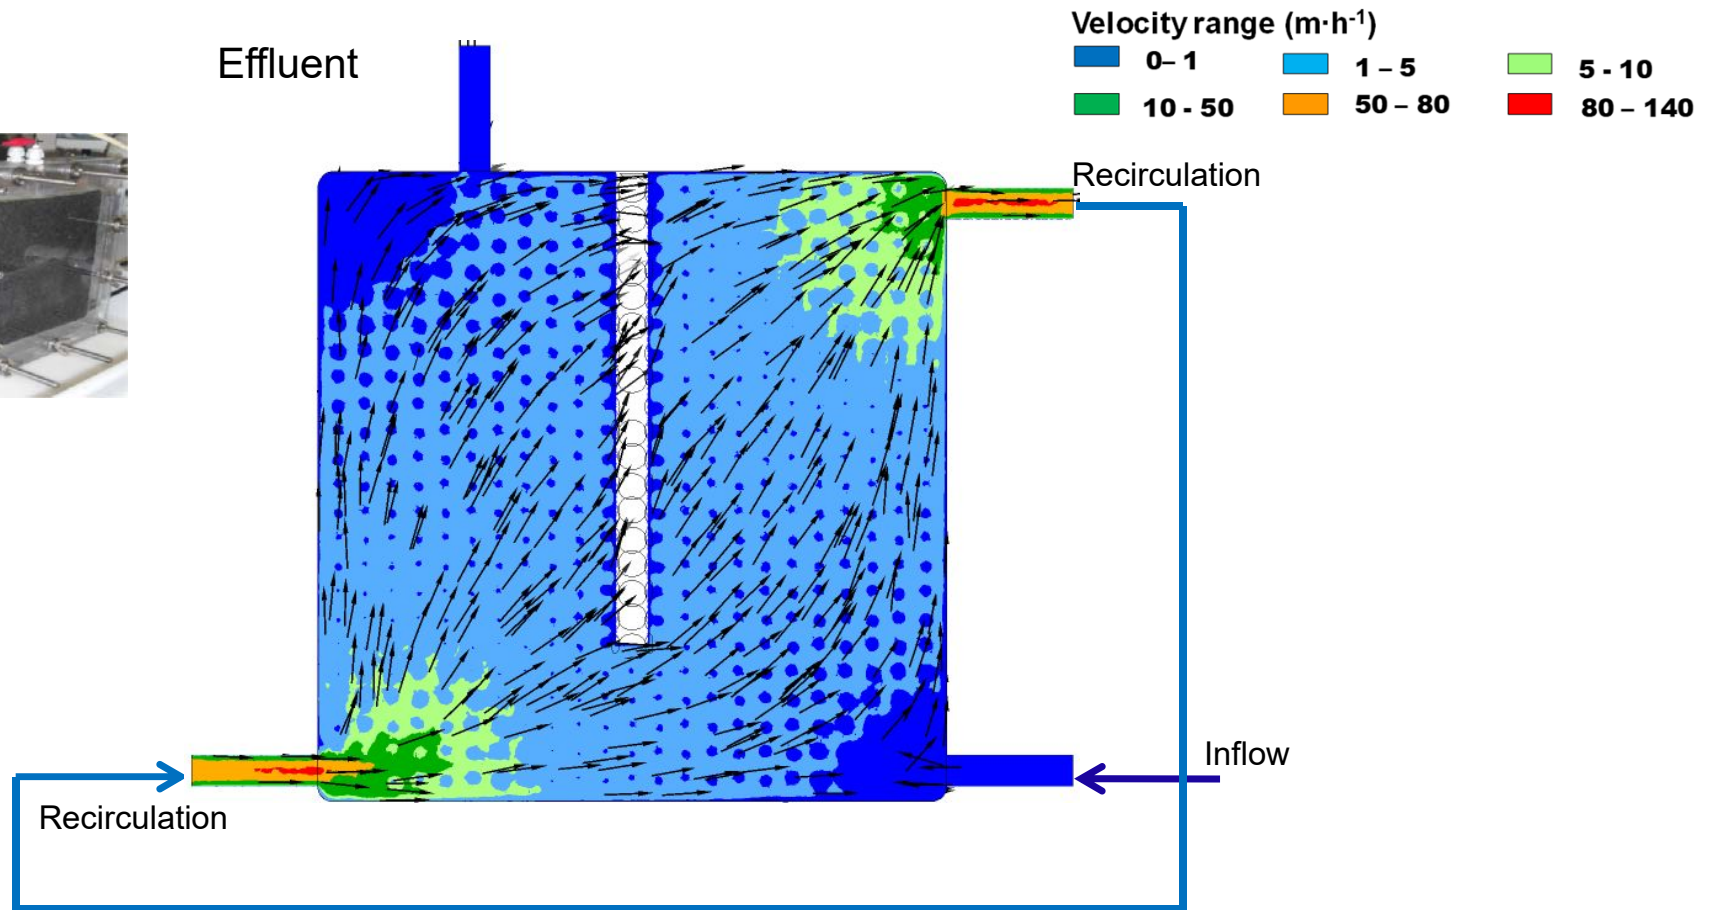 Velocity range (m·h⁻¹)
0– 1
1 – 5
5 - 10
10 - 50
50 – 80
80 – 140
Effluent
Recirculation
Inflow
Recirculation